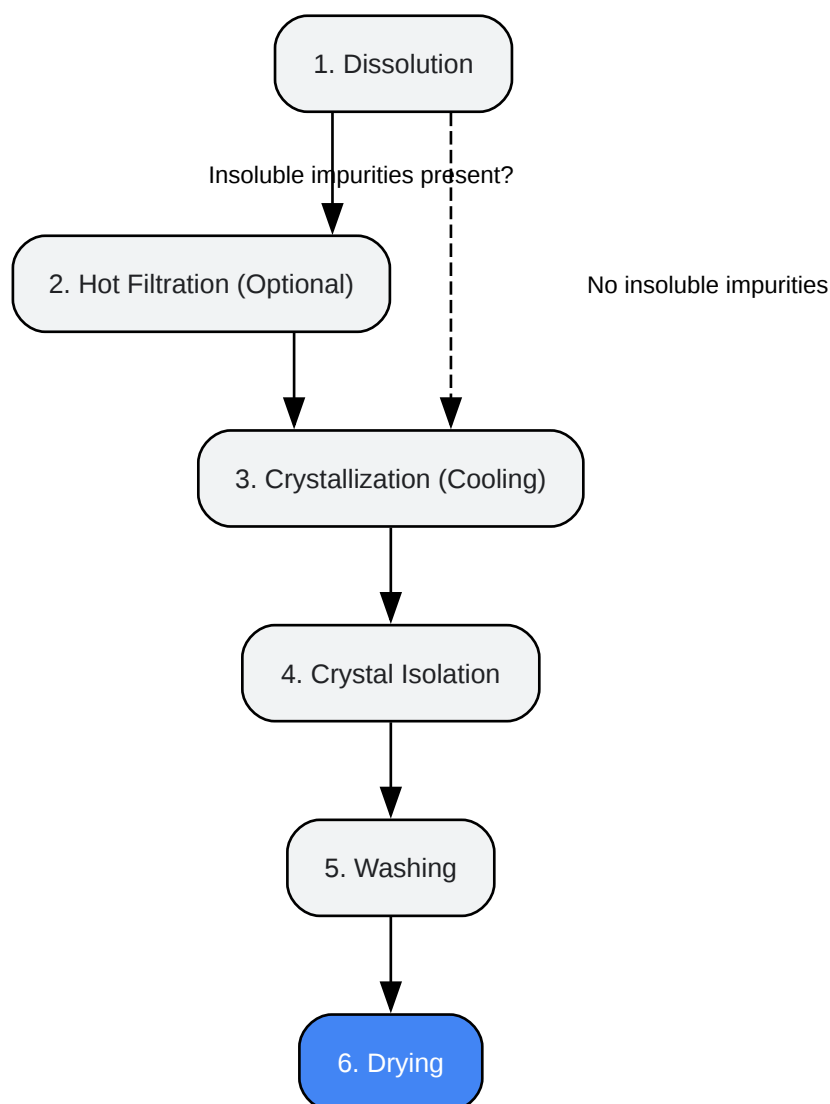 1. Dissolution
Insoluble impurities present?
2. Hot Filtration (Optional)
No insoluble impurities
3. Crystallization (Cooling)
4. Crystal Isolation
5. Washing
6. Drying